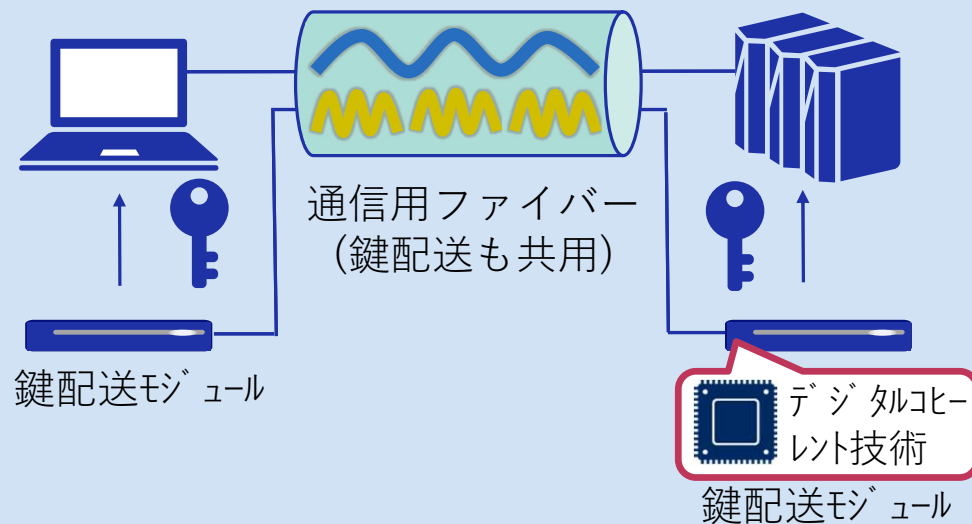 通信用ファイバー
(鍵配送も共用)
鍵配送ﾓｼﾞｭｰﾙ
ﾃﾞｼﾞﾀﾙｺﾋｰ
ﾚﾝﾄ技術
鍵配送ﾓｼﾞｭｰﾙ